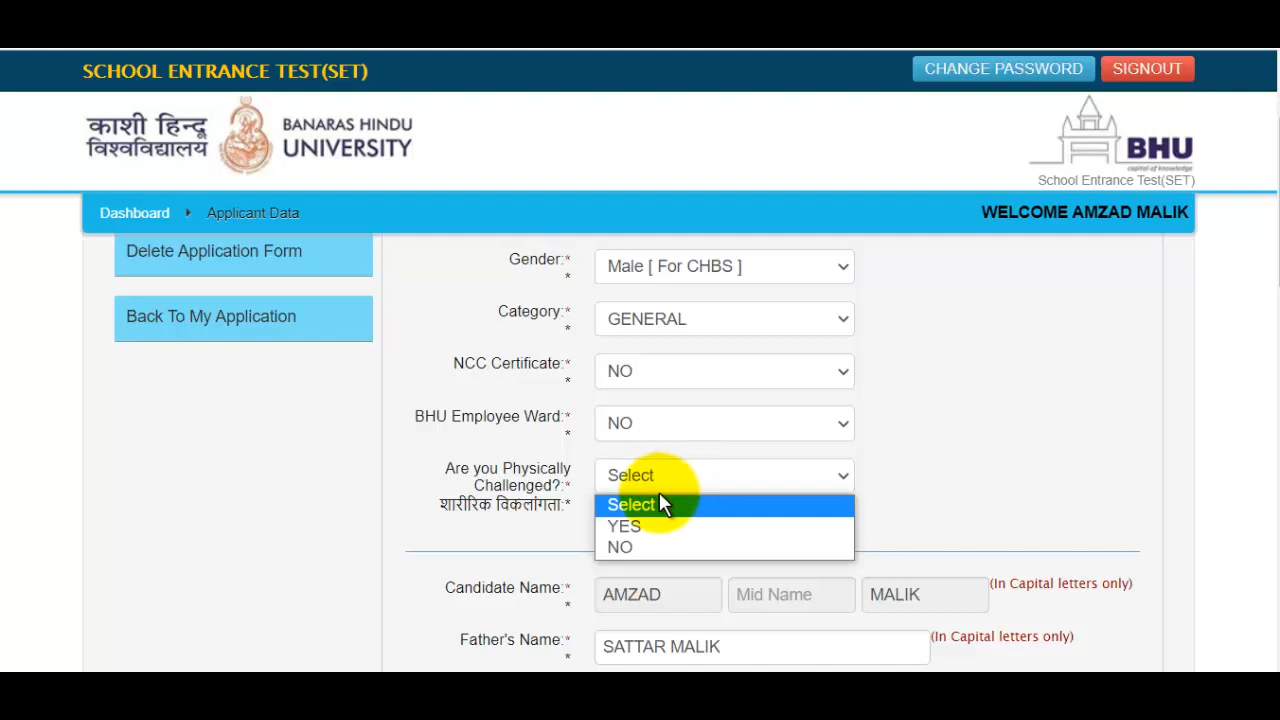 SCHOOL ENTRANCE TEST(SET)
CHANGE PASSWORD
SIGNOUT
काशी हिन्दू
विश्वविद्यालय
BANARAS HINDU
UNIVERSITY
BHU
capital of knowledge
School Entrance Test(SET)
Dashboard
Applicant Data
WELCOME AMZAD MALIK
Delete Application Form
Back To My Application
Gender:*
*
Male [ For CHBS ]
Category:*
*
GENERAL
NCC Certificate:*
*
NO
BHU Employee Ward:*
*
NO
Are you Physically
Challenged?:*
शारीरिक विकलांगता:*
Select
Select
YES
NO
Candidate Name:*
*
AMZAD
Mid Name
MALIK
(In Capital letters only)
Father's Name:*
*
SATTAR MALIK
(In Capital letters only)